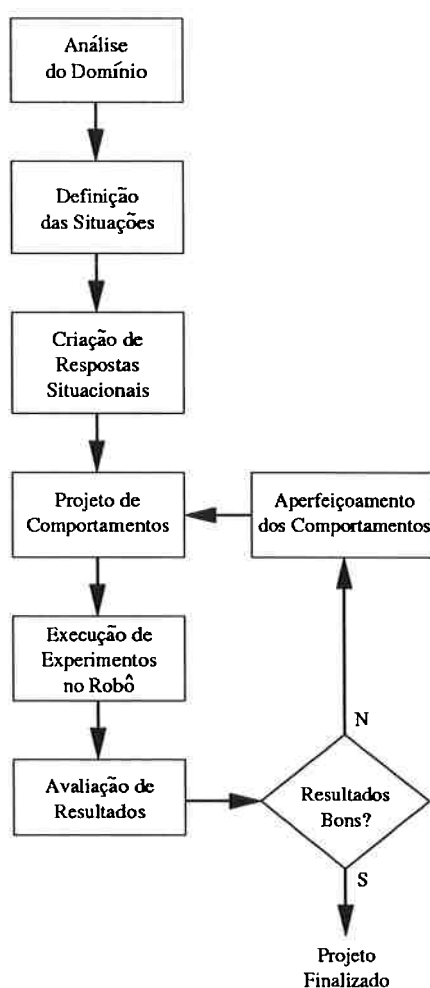 Análise
do Domínio
Definição
das Situações
Criação de
Respostas
Situacionais
Projeto de
Comportamentos
Aperfeiçoamento
dos Comportamentos
Execução de
Experimentos
no Robô
N
Avaliação de
Resultados
Resultados
Bons?
S
Projeto
Finalizado